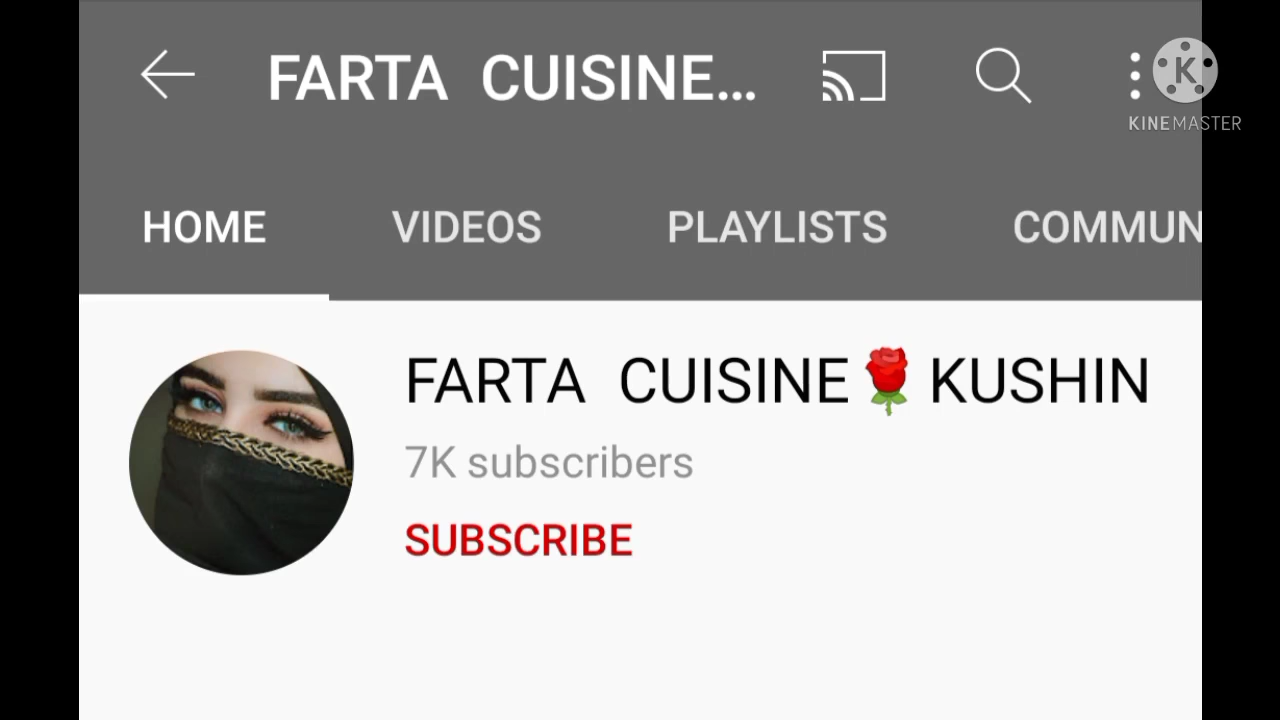 FARTA CUISINE...
KINEMASTER
HOME VIDEOS PLAYLISTS COMMUN
FARTA CUISINE🌹KUSHIN
7K subscribers
SUBSCRIBE